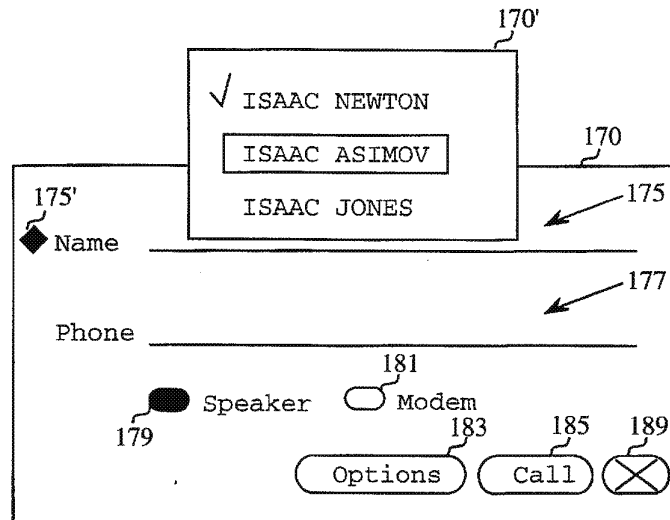 170'
ISAAC NEWTON
ISAAC ASIMOV
170
175'
ISAAC JONES
175
Name
177
Phone
181
Speaker
Modem
179
183
185
189
Options
Call